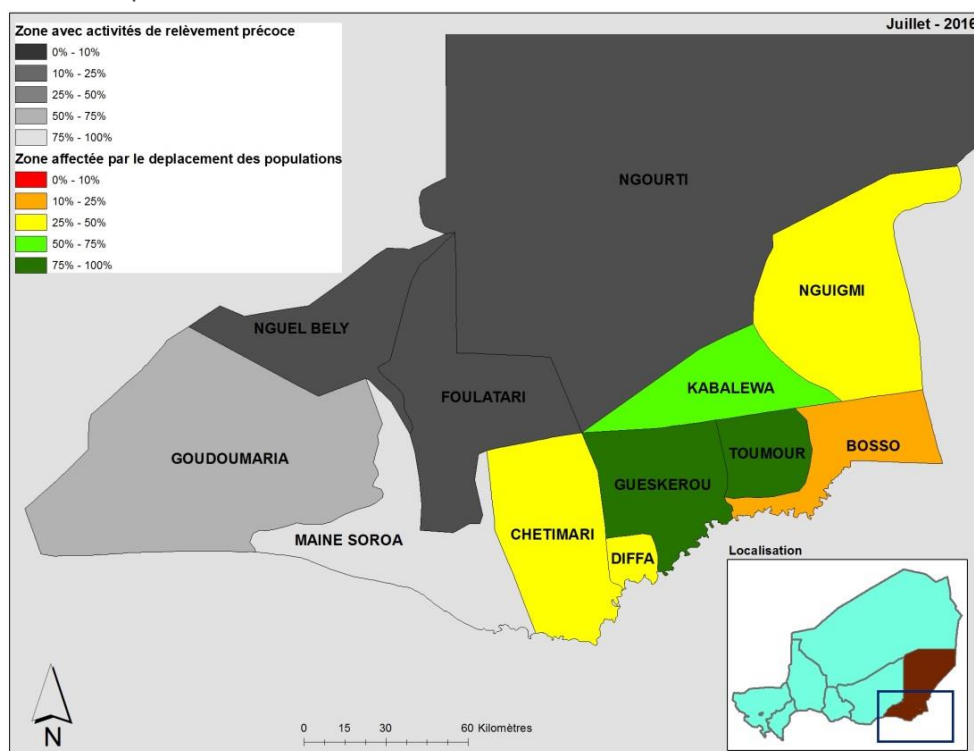 Juillet - 2016
Zone avec activités de relèvement précoce
0% - 10%
10% - 25%
25% - 50%
50% - 75%
75% - 100%
Zone affectée par le deplacement des populations
0% - 10%
10% - 25%
25% - 50%
50% - 75%
75% - 100%
NGOURTI
NGUIGMI
NGUEL BELY
KABALEWA
FOULATARI
GOUDOUMARIA
TOUMOUR
BOSSO
GUESKEROU
MAINE SOROA
CHETIMARI
DIFFA
Localisation
N
0 15 30 60 Kilomètres